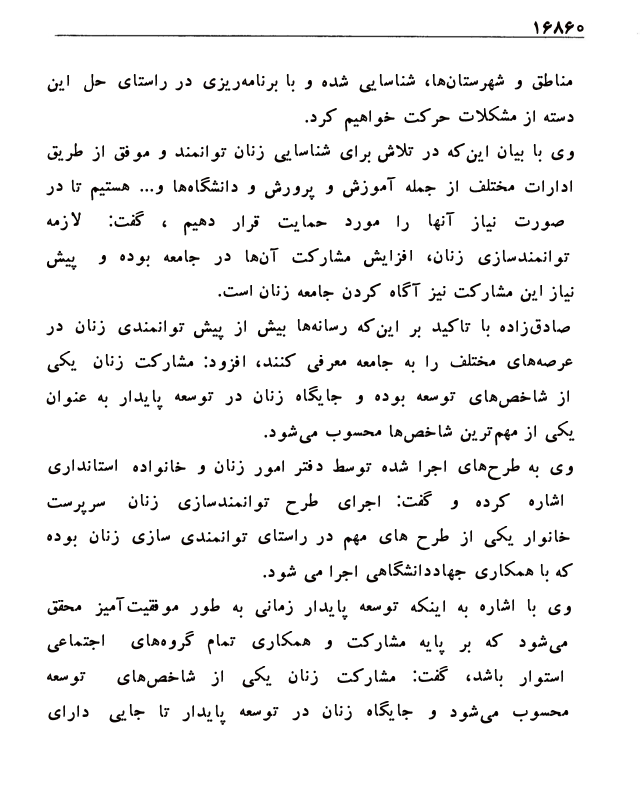 ۱۶۸۶۰
مناطق و شهرستان‌ها، شناسایی شده و با برنامه‌ریزی در راستای حل این
دسته از مشکلات حرکت خواهیم کرد.
وی با بیان این‌که در تلاش برای شناسایی زنان توانمند و موفق از طریق
ادارات مختلف از جمله آموزش و پرورش و دانشگاه‌ها و... هستیم تا در
صورت نیاز آنها را مورد حمایت قرار دهیم ، گفت: لازمه
توانمندسازی زنان، افزایش مشارکت آن‌ها در جامعه بوده و پیش
نیاز این مشارکت نیز آگاه کردن جامعه زنان است.
صادق‌زاده با تاکید بر این‌که رسانه‌ها بیش از پیش توانمندی زنان در
عرصه‌های مختلف را به جامعه معرفی کنند، افزود: مشارکت زنان یکی
از شاخص‌های توسعه بوده و جایگاه زنان در توسعه پایدار به عنوان
یکی از مهم‌ترین شاخص‌ها محسوب می‌شود.
وی به طرح‌های اجرا شده توسط دفتر امور زنان و خانواده استانداری
اشاره کرده و گفت: اجرای طرح توانمندسازی زنان سرپرست
خانوار یکی از طرح های مهم در راستای توانمندی سازی زنان بوده
که با همکاری جهاددانشگاهی اجرا می شود.
وی با اشاره به اینکه توسعه پایدار زمانی به طور موفقیت‌آمیز محقق
می‌شود که بر پایه مشارکت و همکاری تمام گروه‌های اجتماعی
استوار باشد، گفت: مشارکت زنان یکی از شاخص‌های توسعه
محسوب می‌شود و جایگاه زنان در توسعه پایدار تا جایی دارای